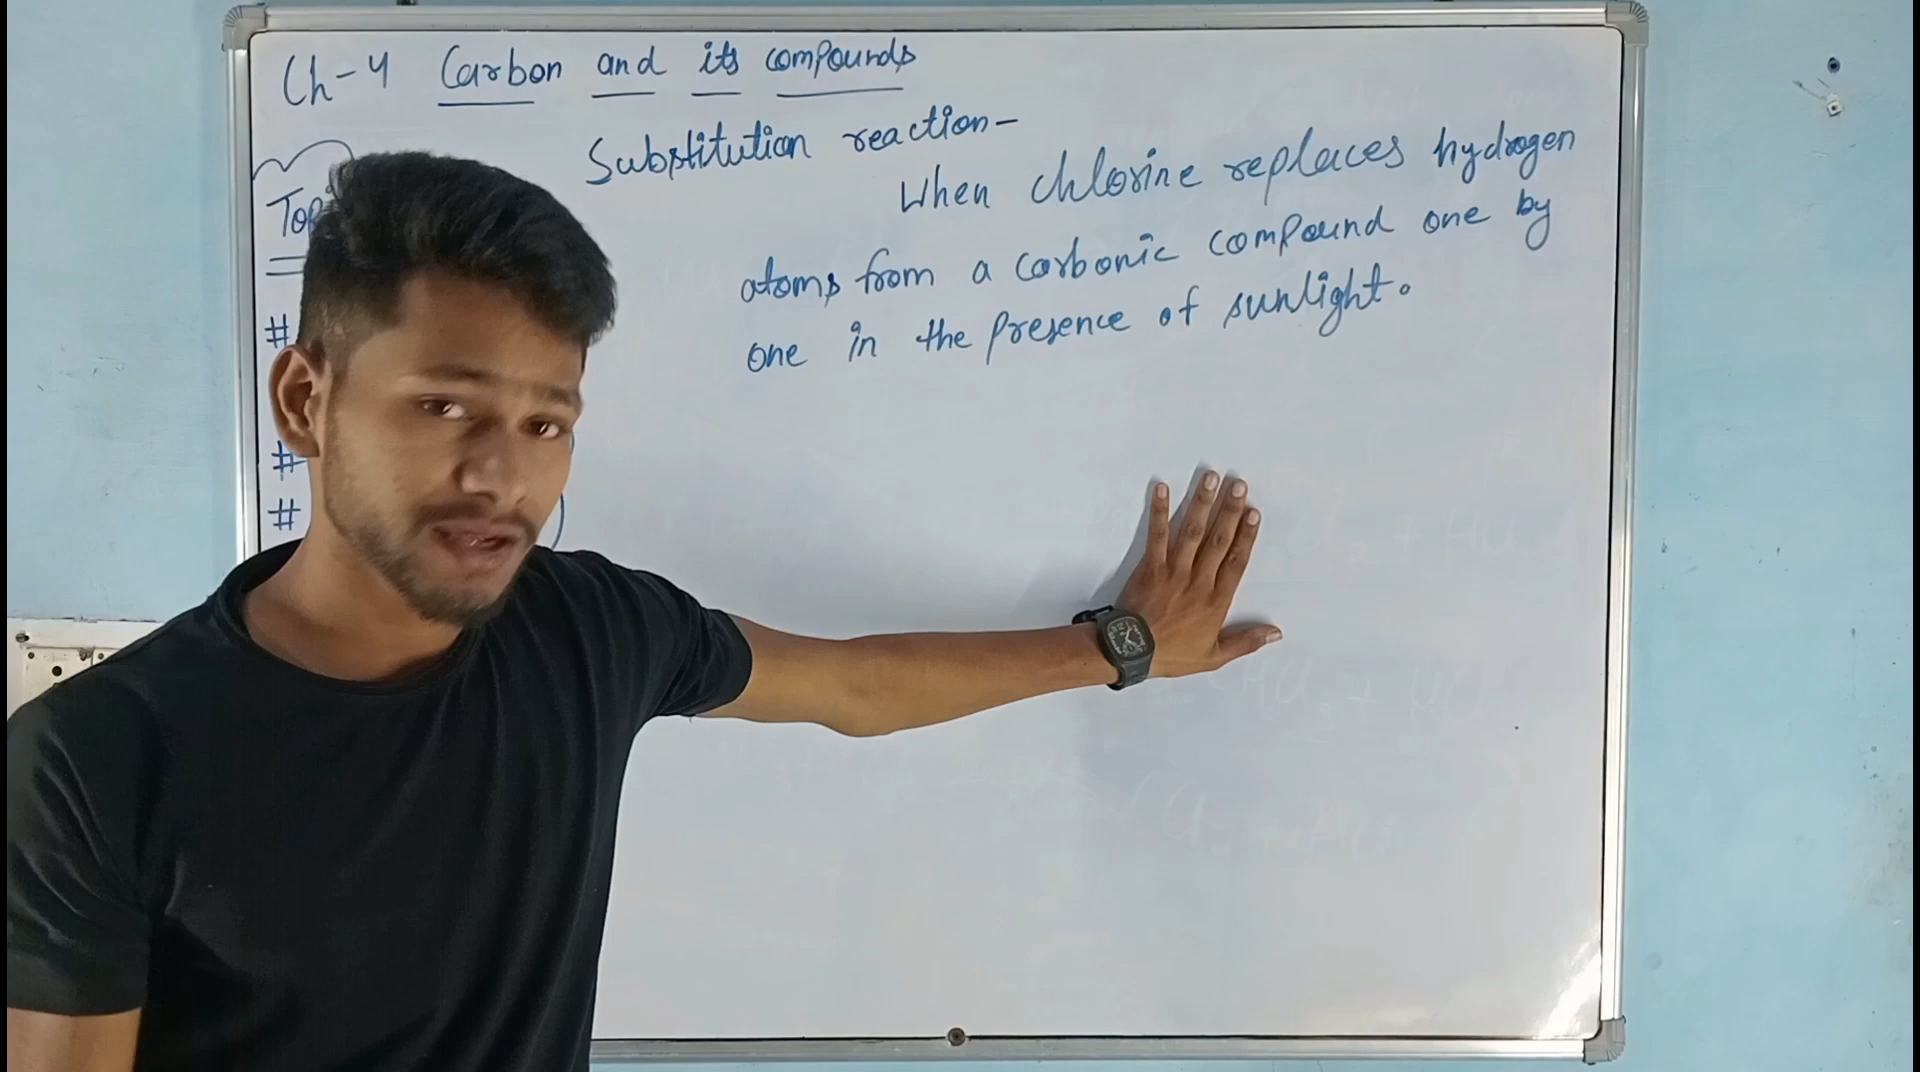 Ch-4 Carbon and its compounds
Substitution reaction-
When chlorine replaces hydrogen
atoms from a carbonic compound one by
one in the presence of sunlight.
#
#
#